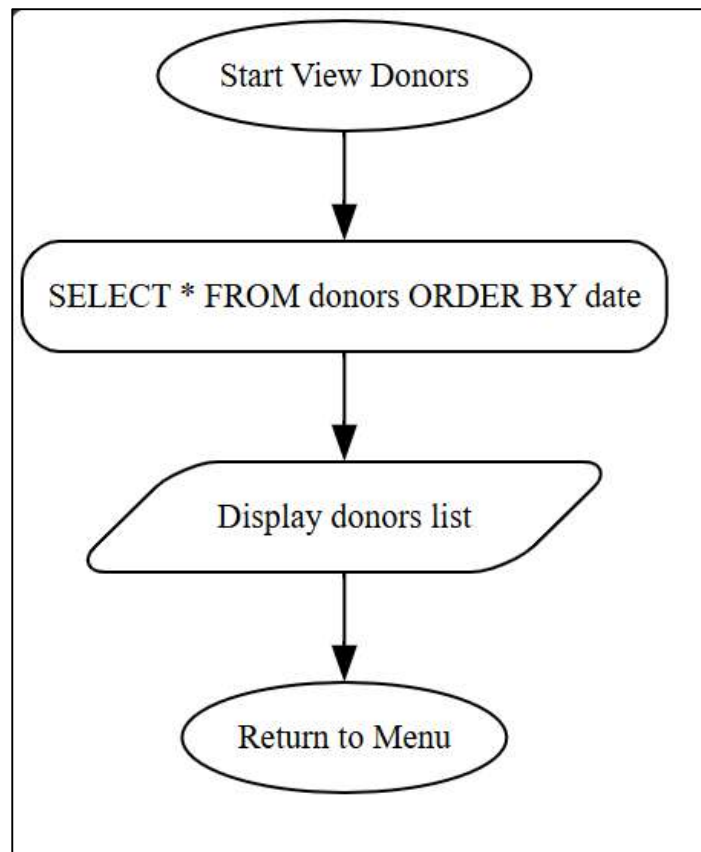 Start View Donors
SELECT * FROM donors ORDER BY date
Display donors list
Return to Menu